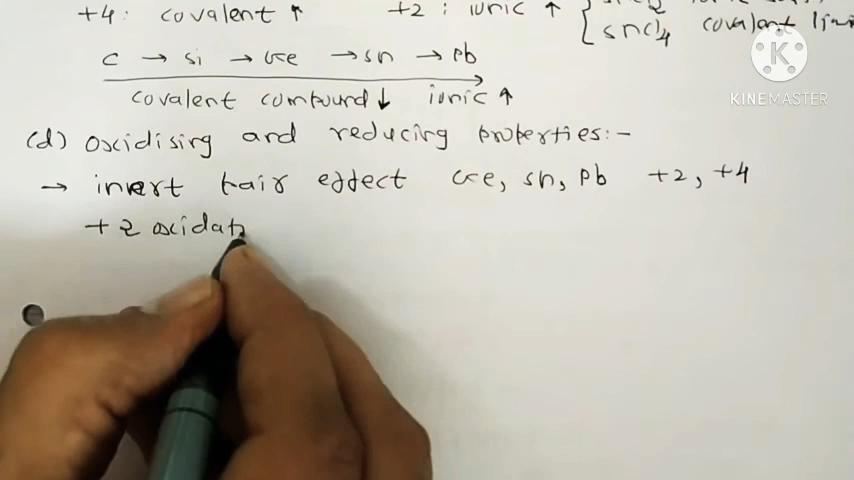 +4: covalent ↑ +2: ionic ↑
SnCl4 covalent
C → Si → Ge → Sn → Pb
covalent compound ↓ ionic ↑
KINEMASTER
(d) oxidising and reducing properties:-
→ inert pair effect Ge, Sn, Pb +2, +4
+2 oxidat